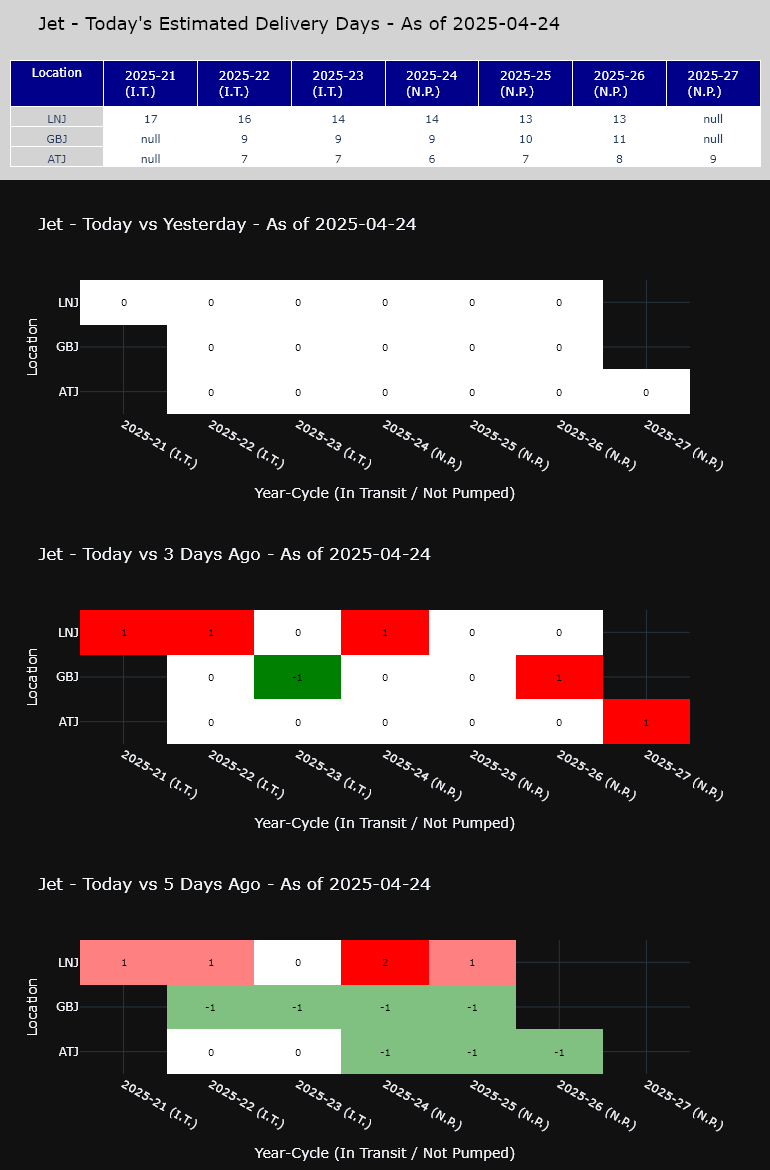 Jet - Today's Estimated Delivery Days - As of 2025-04-24
Location 2025-21 (I.T.) 2025-22 (I.T.) 2025-23 (I.T.) 2025-24 (N.P.) 2025-25 (N.P.) 2025-26 (N.P.) 2025-27 (N.P.)
LNJ 17 16 14 14 13 13 null
GBJ null 9 9 9 10 11 null
ATJ null 7 7 6 7 8 9
Jet - Today vs Yesterday - As of 2025-04-24
Location
LNJ 0 0 0 0 0 0
GBJ 0 0 0 0 0
ATJ 0 0 0 0 0 0
2025-21 (I.T.) 2025-22 (I.T.) 2025-23 (I.T.) 2025-24 (N.P.) 2025-25 (N.P.) 2025-26 (N.P.) 2025-27 (N.P.)
Year-Cycle (In Transit / Not Pumped)
Jet - Today vs 3 Days Ago - As of 2025-04-24
Location
LNJ 1 1 0 1 0 0
GBJ 0 -1 0 0 1
ATJ 0 0 0 0 0 1
2025-21 (I.T.) 2025-22 (I.T.) 2025-23 (I.T.) 2025-24 (N.P.) 2025-25 (N.P.) 2025-26 (N.P.) 2025-27 (N.P.)
Year-Cycle (In Transit / Not Pumped)
Jet - Today vs 5 Days Ago - As of 2025-04-24
Location
LNJ 1 1 0 2 1
GBJ -1 -1 -1 -1
ATJ 0 0 -1 -1 -1
2025-21 (I.T.) 2025-22 (I.T.) 2025-23 (I.T.) 2025-24 (N.P.) 2025-25 (N.P.) 2025-26 (N.P.) 2025-27 (N.P.)
Year-Cycle (In Transit / Not Pumped)